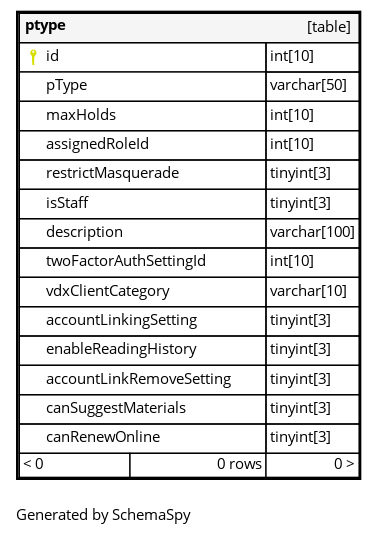 ptype [table]
id int[10]
pType varchar[50]
maxHolds int[10]
assignedRoleId int[10]
restrictMasquerade tinyint[3]
isStaff tinyint[3]
description varchar[100]
twoFactorAuthSettingId int[10]
vdxClientCategory varchar[10]
accountLinkingSetting tinyint[3]
enableReadingHistory tinyint[3]
accountLinkRemoveSetting tinyint[3]
canSuggestMaterials tinyint[3]
canRenewOnline tinyint[3]
< 0 0 rows 0 >
Generated by SchemaSpy